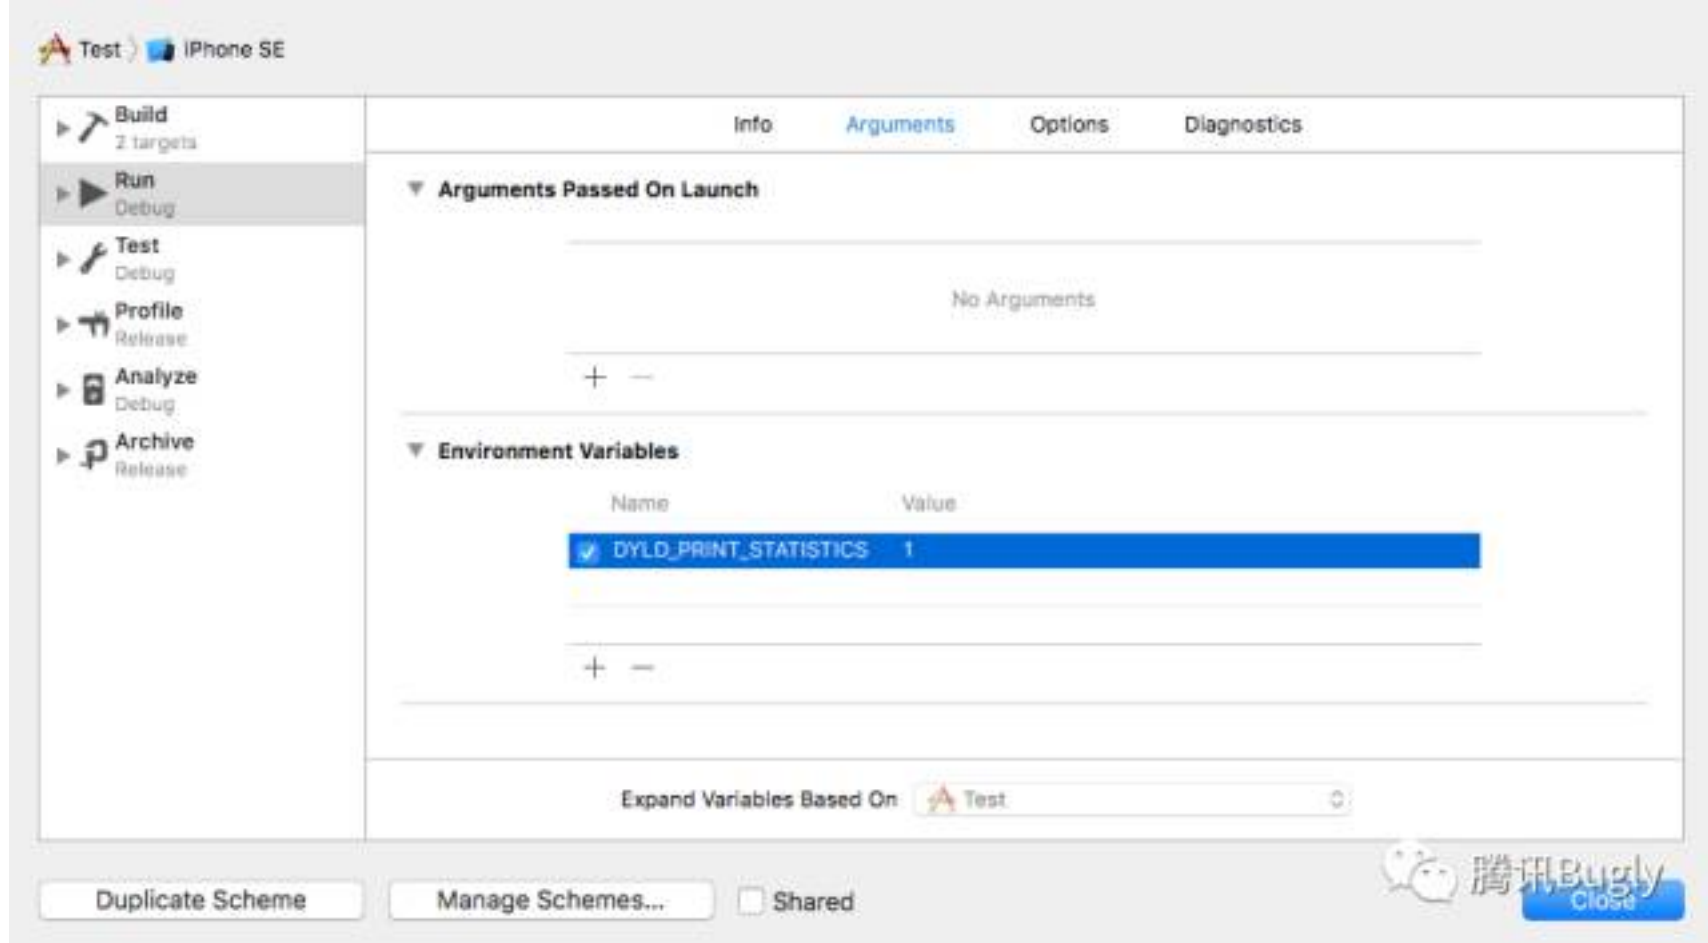 Test iPhone SE
Build
2 targets
Run
Debug
Test
Debug
Profile
Release
Analyze
Debug
Archive
Release
Info Arguments Options Diagnostics
Arguments Passed On Launch
No Arguments
Environment Variables
Name Value
DYLD_PRINT_STATISTICS 1
Expand Variables Based On Test
腾讯Bugly
Duplicate Scheme Manage Schemes... Shared Close